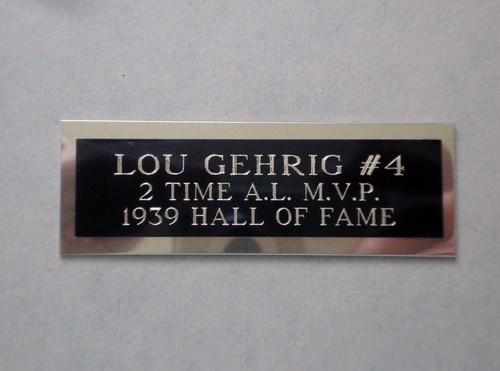 LOU GEHRIG #4
2 TIME A.L. M.V.P.
1939 HALL OF FAME